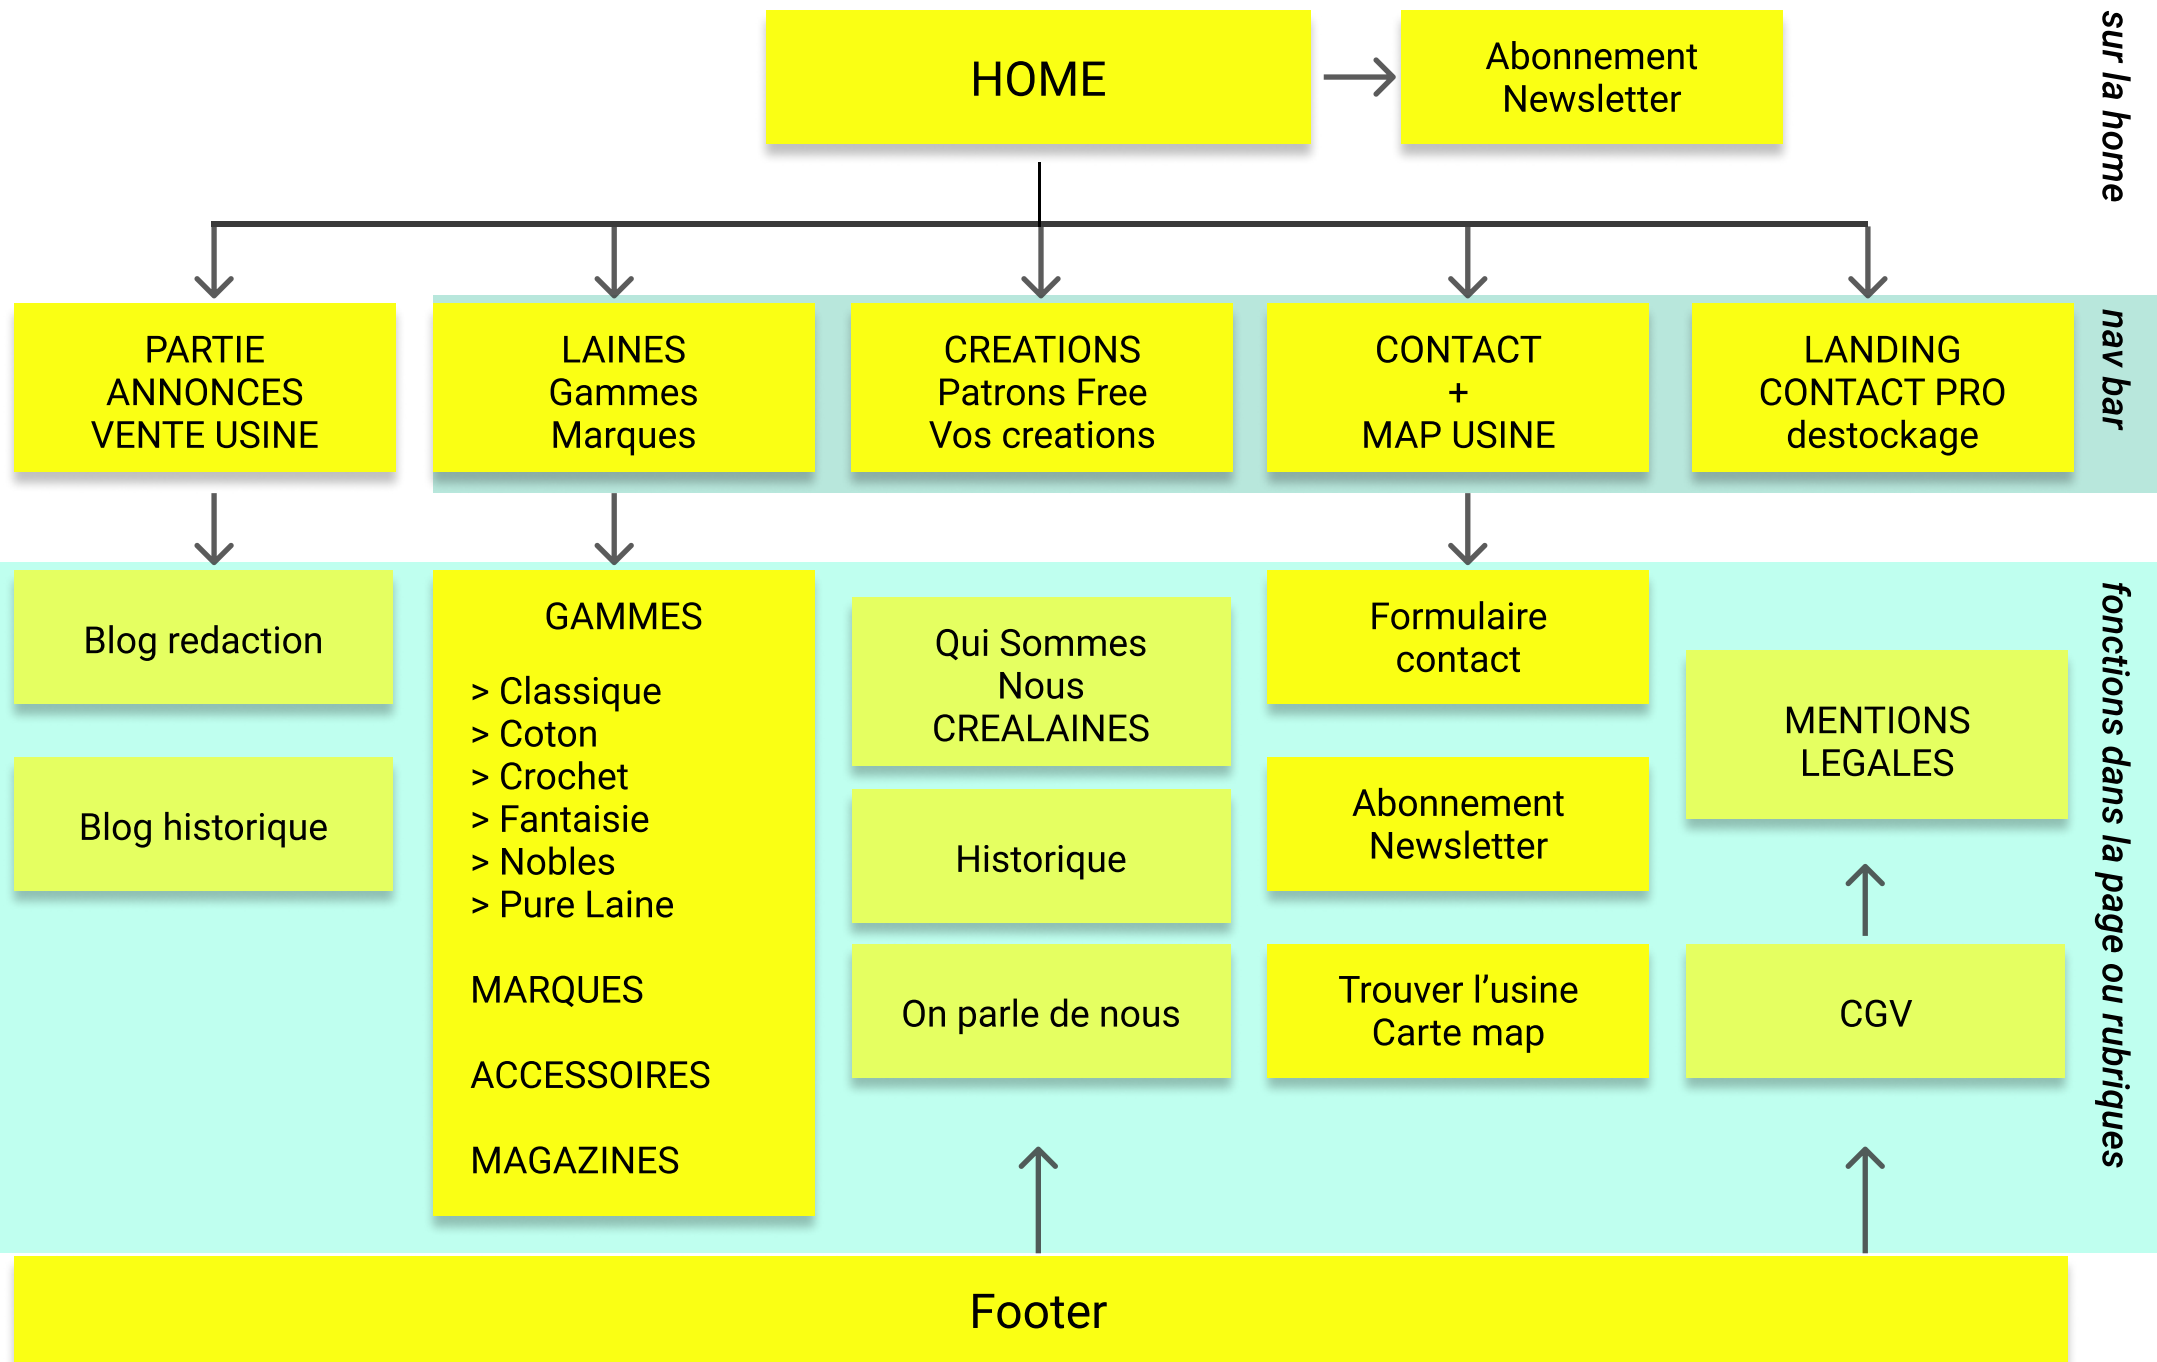 HOME
Abonnement
Newsletter
sur la home
PARTIE
ANNONCES
VENTE USINE
LAINES
Gammes
Marques
CREATIONS
Patrons Free
Vos creations
CONTACT
+
MAP USINE
LANDING
CONTACT PRO
destockage
nav bar
Blog redaction
Blog historique
GAMMES
> Classique
> Coton
> Crochet
> Fantaisie
> Nobles
> Pure Laine
MARQUES
ACCESSOIRES
MAGAZINES
Qui Sommes
Nous
CREALAINES
Historique
On parle de nous
Formulaire
contact
Abonnement
Newsletter
Trouver l’usine
Carte map
MENTIONS
LEGALES
CGV
fonctions dans la page ou rubriques
Footer